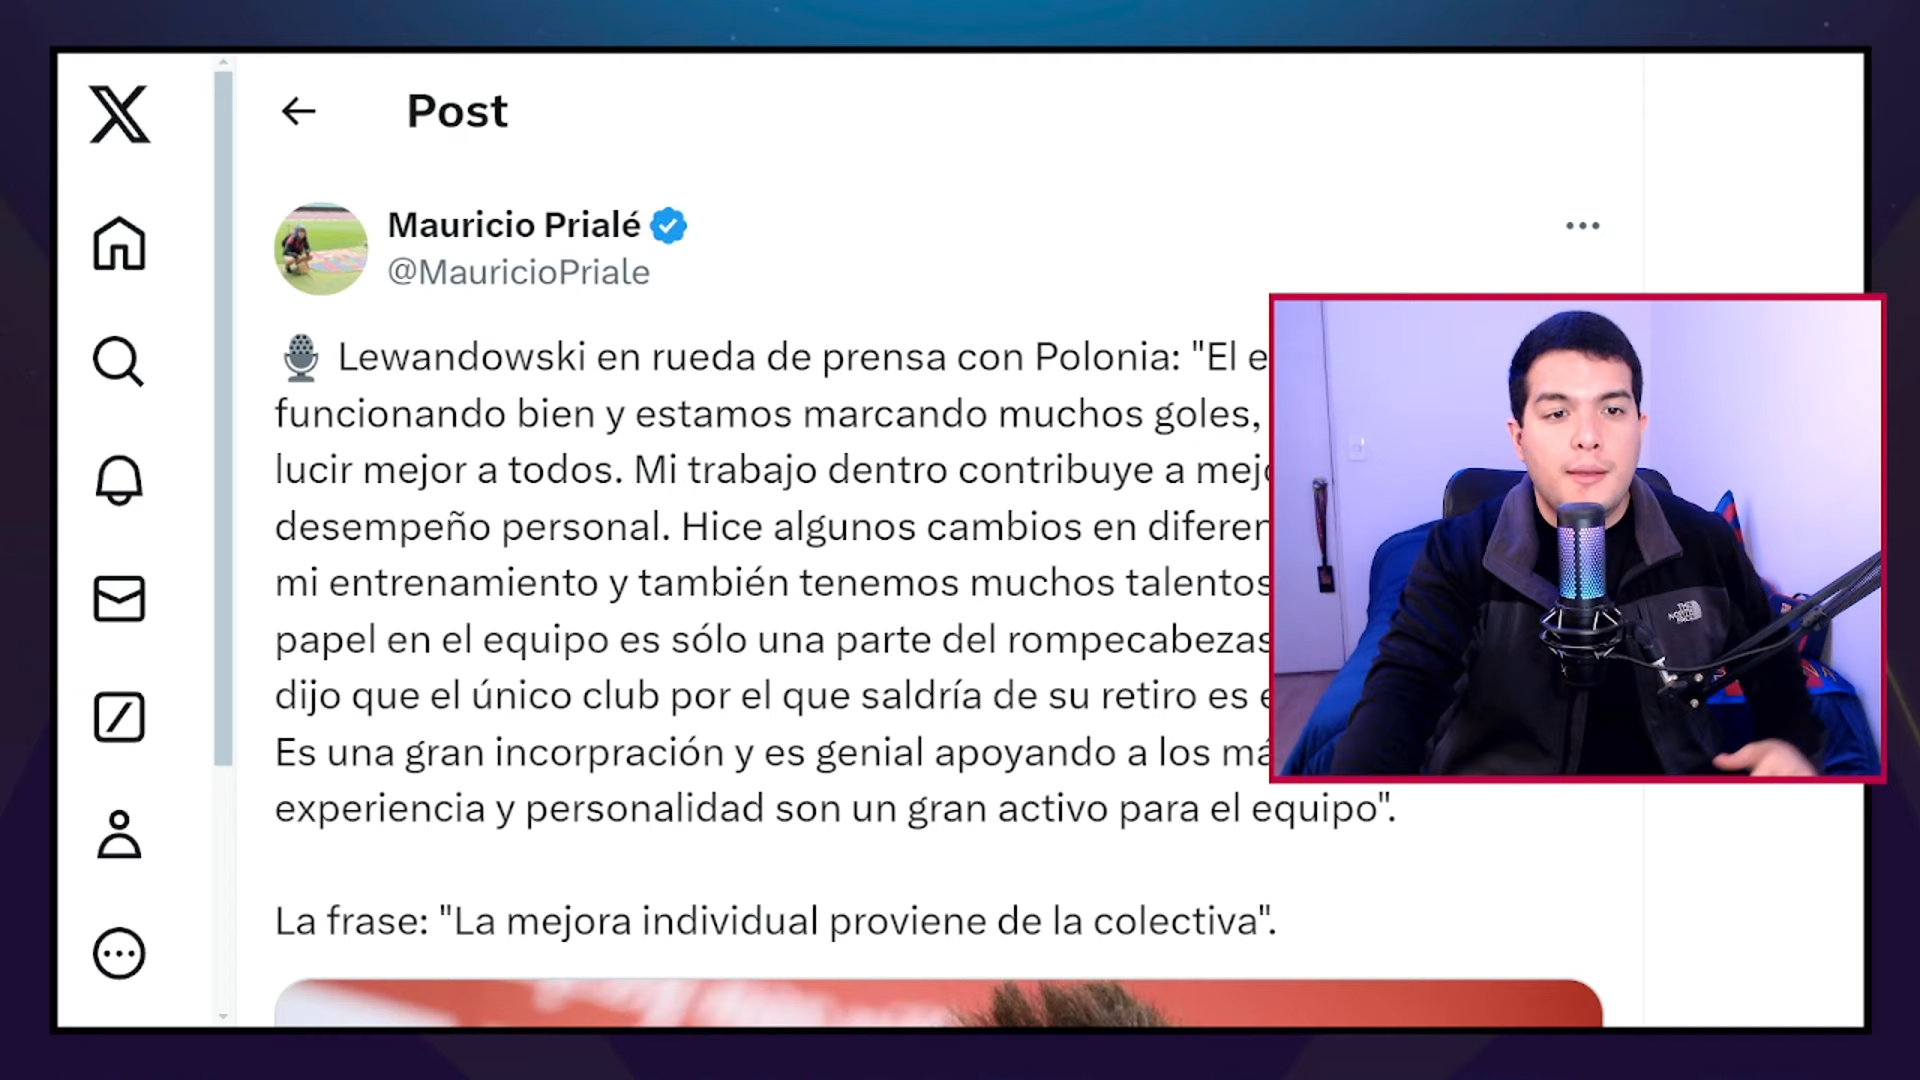 Post
Mauricio Prialé
@MauricioPriale
Lewandowski en rueda de prensa con Polonia: "El
funcionando bien y estamos marcando muchos goles,
lucir mejor a todos. Mi trabajo dentro contribuye a
desempeño personal. Hice algunos cambios en
mi entrenamiento y también tenemos muchos talentos
papel en el equipo es sólo una parte del rompecabezas
dijo que el único club por el que saldría de su retiro es
Es una gran incorpración y es genial apoyando a los
experiencia y personalidad son un gran activo para el equipo".
La frase: "La mejora individual proviene de la colectiva".
THE
NORTH
FACE